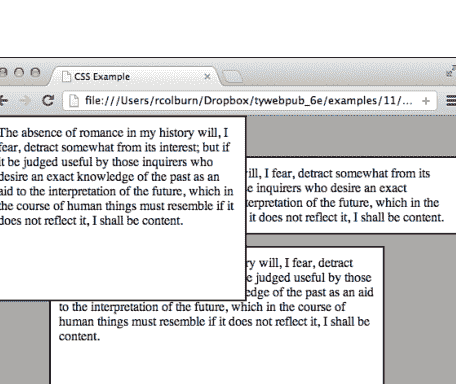 CSS Example
file:///Users/rcolburn/Dropbox/tywebpub_6e/examples/11/...
The absence of romance in my history will, I
fear, detract somewhat from its interest; but if
it be judged useful by those inquirers who
desire an exact knowledge of the past as an
aid to the interpretation of the future, which in
the course of human things must resemble if it
does not reflect it, I shall be content.
will, I fear, detract somewhat from its
inquirers who desire an exact
of the future, which in the
it does not reflect it, I shall be content.
will, I fear, detract
judged useful by those
of the past as an aid
to the interpretation of the future, which in the course of
human things must resemble if it does not reflect it, I shall be
content.